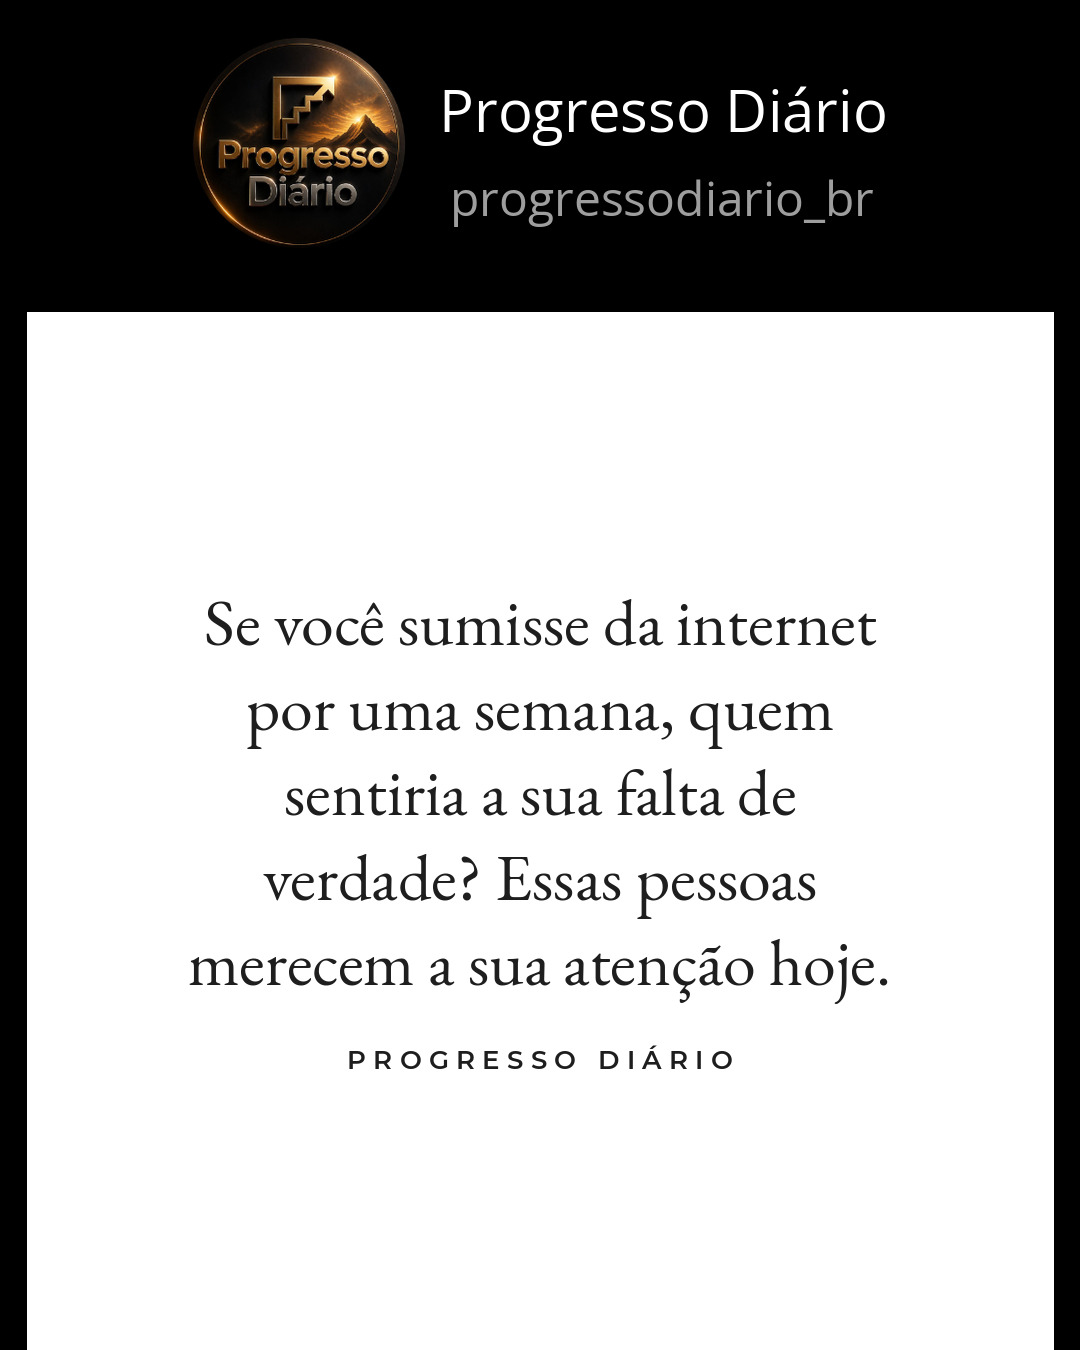 Progresso
Diário
Progresso Diário
progressodiario_br
Se você sumisse da internet
por uma semana, quem
sentiria a sua falta de
verdade? Essas pessoas
merecem a sua atenção hoje.
PROGRESSO DIÁRIO